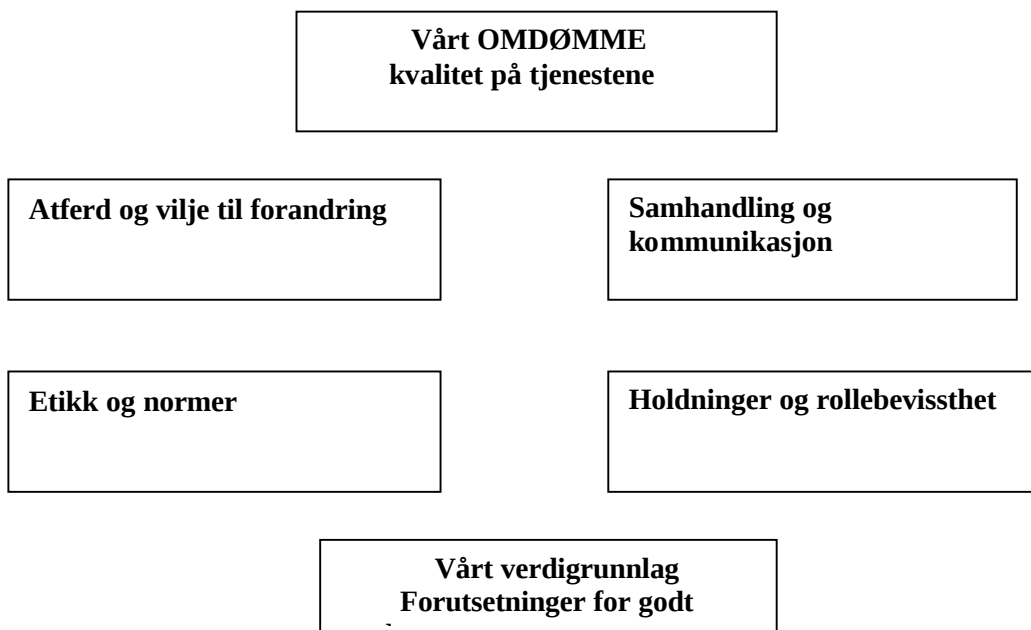 Vårt OMDØMME
kvalitet på tjenestene
Atferd og vilje til forandring
Samhandling og
kommunikasjon
Etikk og normer
Holdninger og rollebevissthet
Vårt verdigrunnlag
Forutsetninger for godt